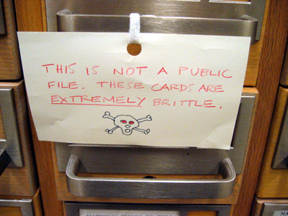 THIS IS NOT A PUBLIC
FILE. THESE CARDS ARE
EXTREMELY BRITTLE.